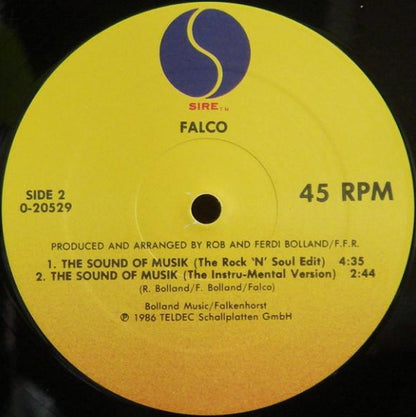 SIRE™
FALCO
SIDE 2
0-20529
45 RPM
PRODUCED AND ARRANGED BY ROB AND FERDI BOLLAND/F.F.R.
1. THE SOUND OF MUSIK (The Rock 'N' Soul Edit) 4:35
2. THE SOUND OF MUSIK (The Instru-Mental Version) 2:44
(R. Bolland/F. Bolland/Falco)
Bolland Music/Falkenhorst
℗ 1986 TELDEC Schallplatten GmbH